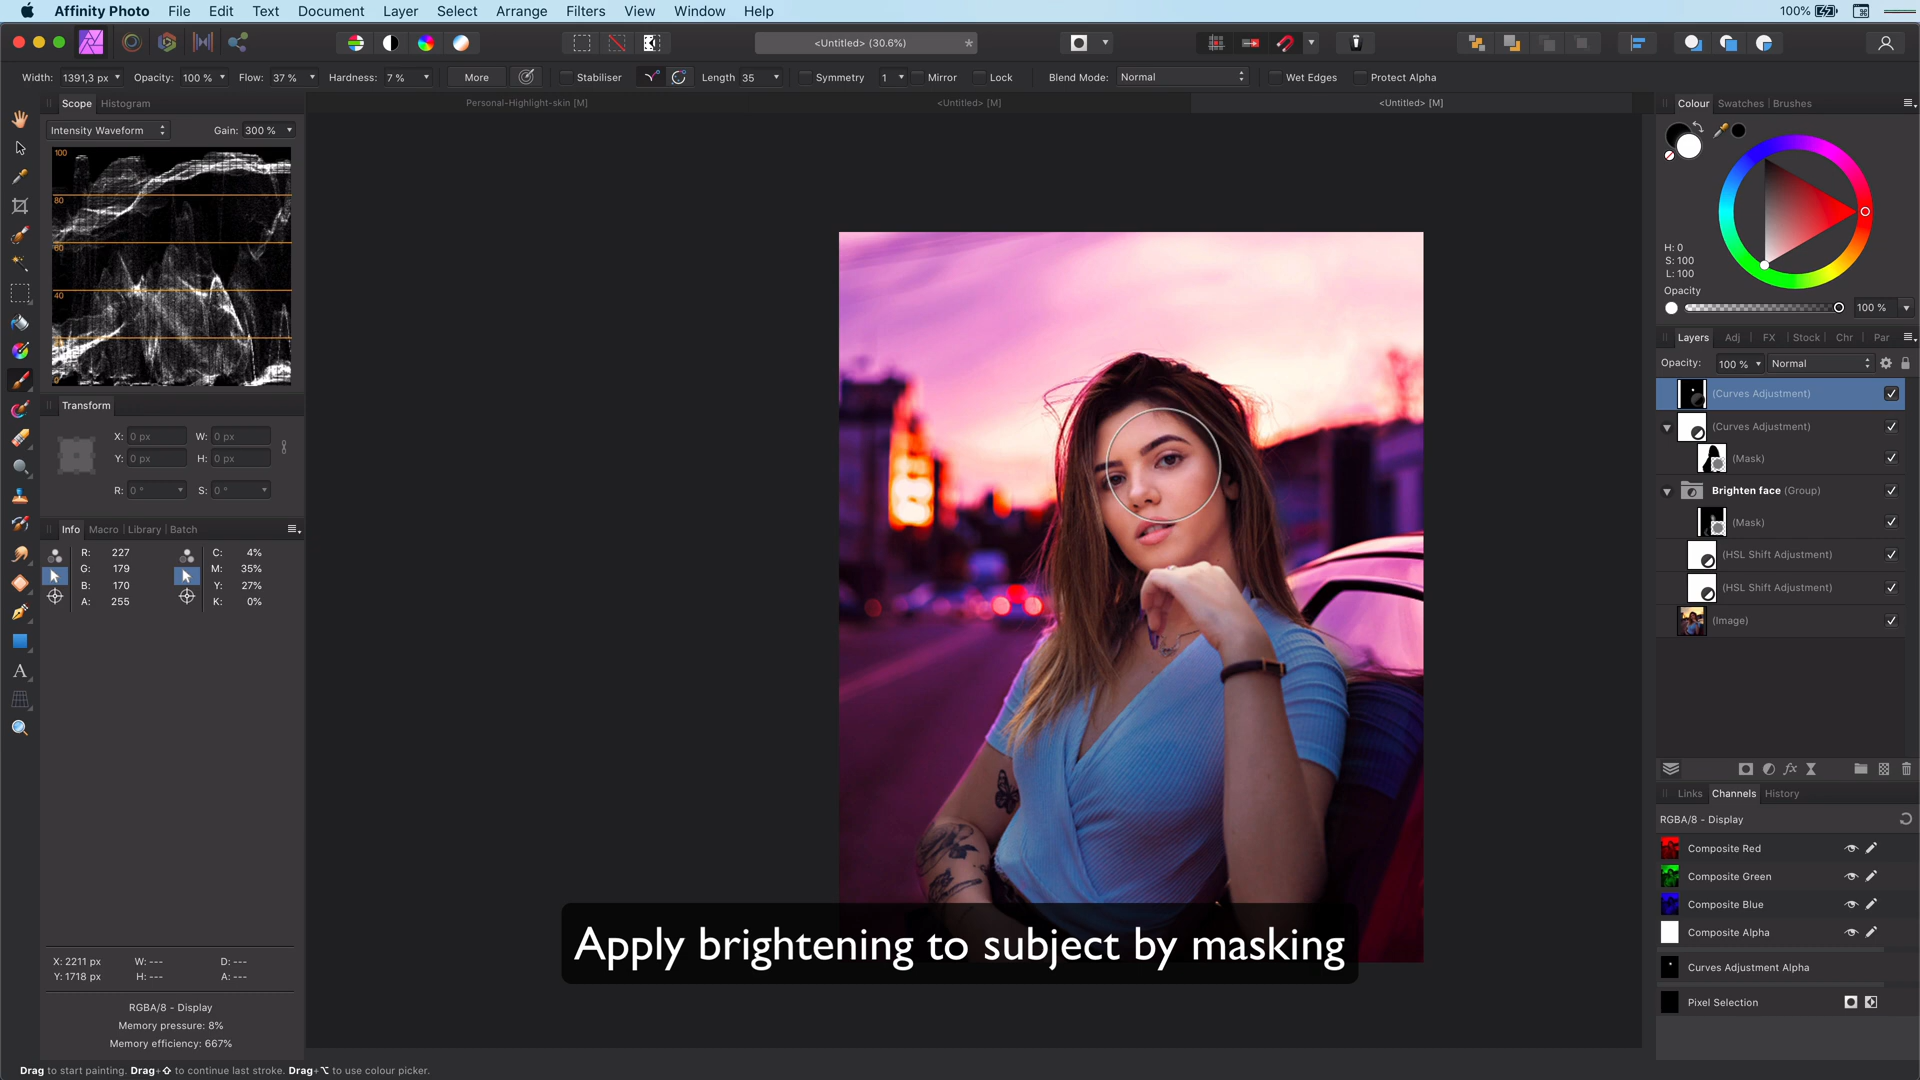 Affinity Photo File Edit Text Document Layer Select Arrange Filters View Window Help 100%
<Untitled> (30.6%) *
Width: 1391,3 px Opacity: 100 % Flow: 37 % Hardness: 7 % More Stabiliser Length 35 Symmetry 1 Mirror Lock Blend Mode: Normal Wet Edges Protect Alpha
Scope Histogram
Personal-Highlight-skin [M] <Untitled> [M] <Untitled> [M]
Colour Swatches Brushes
Intensity Waveform Gain: 300 %
100
80
60
40
0
H: 0
S: 100
L: 100
Opacity
100 %
Layers Adj FX Stock Chr Par
Opacity: 100 % Normal
(Curves Adjustment)
(Curves Adjustment)
(Mask)
Brighten face (Group)
(Mask)
(HSL Shift Adjustment)
(HSL Shift Adjustment)
(Image)
Transform
X: 0 px W: 0 px
Y: 0 px H: 0 px
R: 0 ° S: 0 °
Info Macro Library Batch
R: 227 C: 4%
G: 179 M: 35%
B: 170 Y: 27%
A: 255 K: 0%
fx
Links Channels History
RGBA/8 - Display
Composite Red
Composite Green
Composite Blue
Composite Alpha
Curves Adjustment Alpha
Pixel Selection
Apply brightening to subject by masking
X: 2211 px W: --- D: ---
Y: 1718 px H: --- A: ---
RGBA/8 - Display
Memory pressure: 8%
Memory efficiency: 667%
Drag to start painting. Drag+⇧ to continue last stroke. Drag+⌥ to use colour picker.